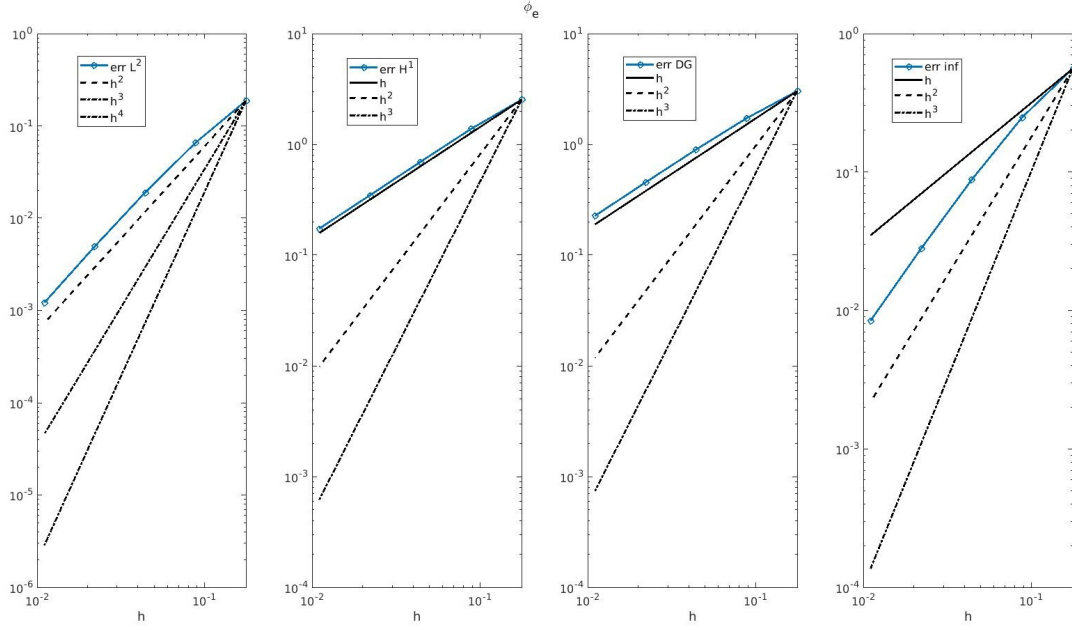 ϕₑ
10⁰
10⁻¹
10⁻²
10⁻³
10⁻⁴
10⁻⁵
10⁻⁶
err L²
h²
h³
h⁴
10⁻² 10⁻¹
h
10¹
10⁰
10⁻¹
10⁻²
10⁻³
10⁻⁴
err H¹
h
h²
h³
10⁻² 10⁻¹
h
10¹
10⁰
10⁻¹
10⁻²
10⁻³
10⁻⁴
err DG
h
h²
h³
10⁻² 10⁻¹
h
10⁰
10⁻¹
10⁻²
10⁻³
10⁻⁴
err inf
h
h²
h³
10⁻² 10⁻¹
h